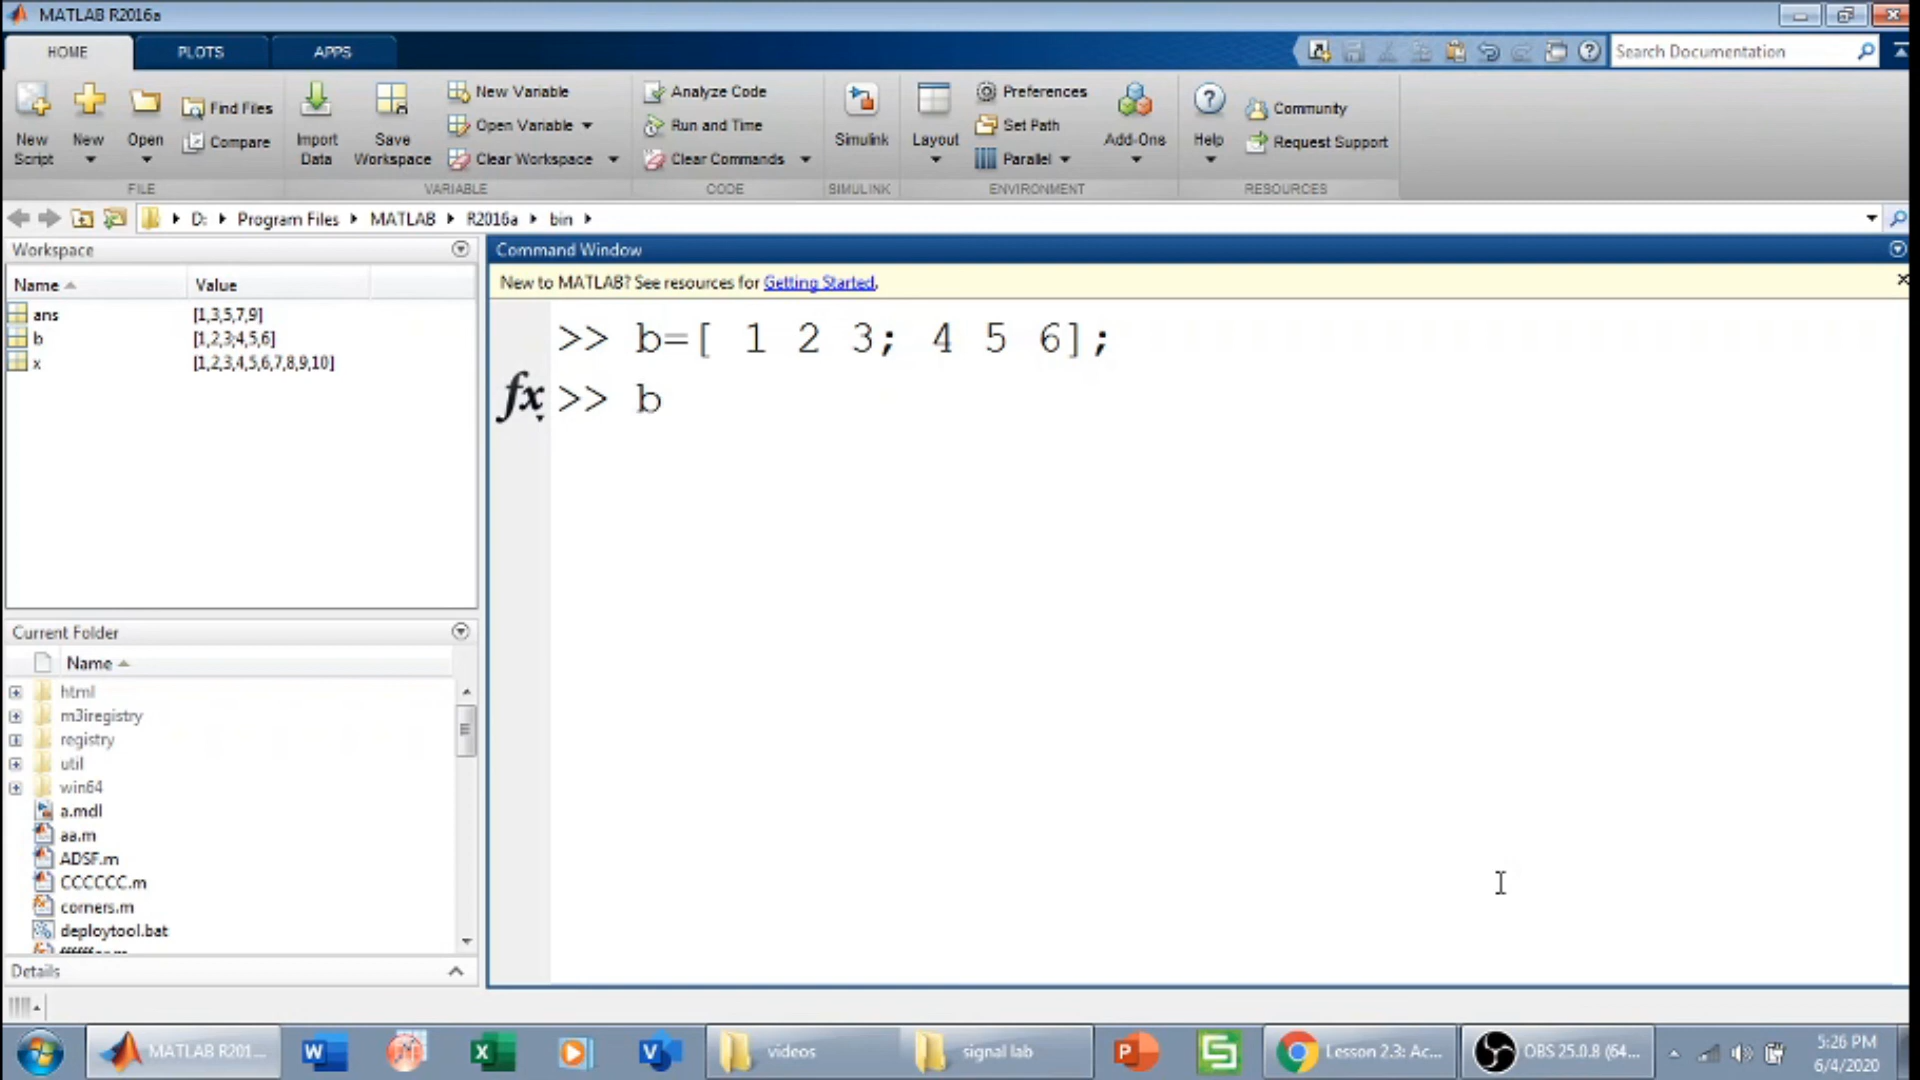 MATLAB R2016a
HOME
PLOTS
APPS
Search Documentation
New Script
New
Open
Find Files
Compare
Import Data
Save Workspace
New Variable
Open Variable
Clear Workspace
Analyze Code
Run and Time
Clear Commands
Simulink
Layout
Preferences
Set Path
Parallel
Add-Ons
Help
Community
Request Support
FILE
VARIABLE
CODE
SIMULINK
ENVIRONMENT
RESOURCES
D: Program Files MATLAB R2016a bin
Workspace
Name Value
ans [1,3,5,7,9]
b [1,2,3;4,5,6]
x [1,2,3,4,5,6,7,8,9,10]
Command Window
New to MATLAB? See resources for Getting Started.
>> b=[ 1 2 3; 4 5 6];
fx >> b
Current Folder
Name
html
m3iregistry
registry
util
win64
a.mdl
aa.m
ADSF.m
CCCCCC.m
corners.m
deploytool.bat
Details
MATLAB R201...
videos
signal lab
Lesson 2.3: Ac...
OBS 25.0.8 (64...
5:26 PM
6/4/2020